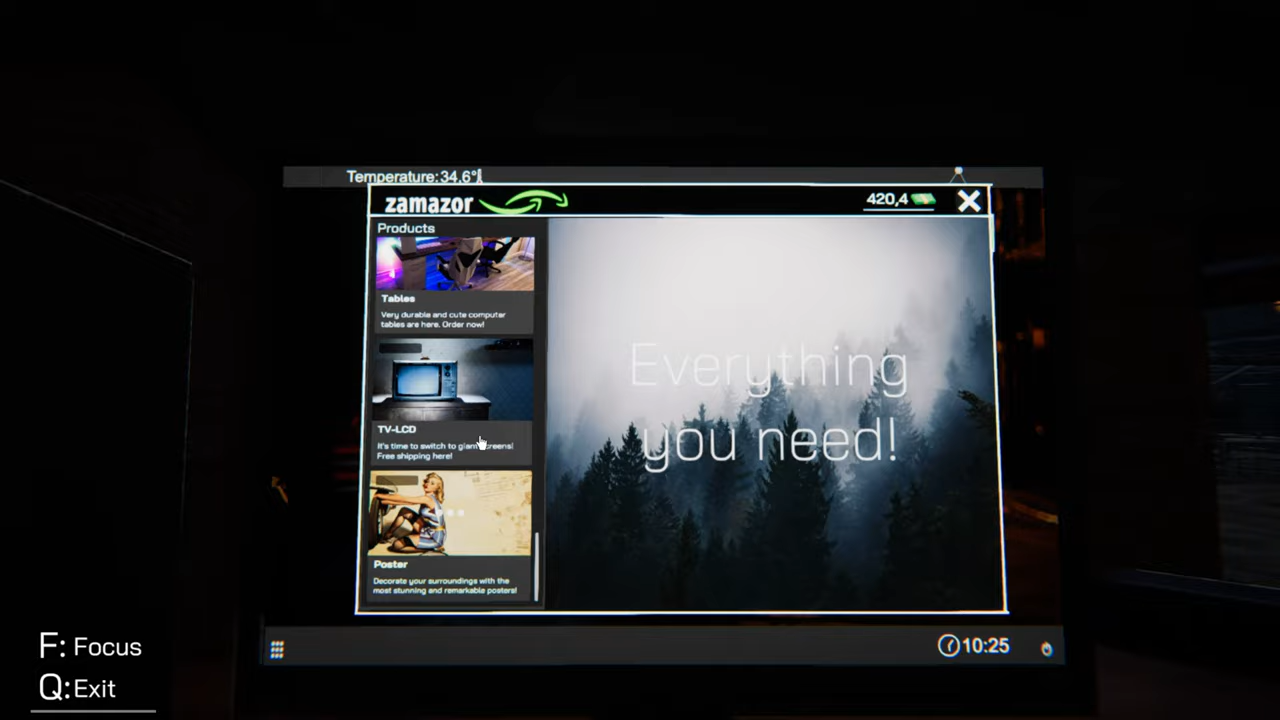 Temperature: 34.6°
zamazor
420,4
Products
Tables
Very durable and cute computer
tables are here. Order now!
TV-LCD
It's time to switch to giant screens!
Free shipping here!
Poster
Decorate your surroundings with the
most stunning and remarkable posters!
Everything
you need!
F: Focus
Q: Exit
10:25